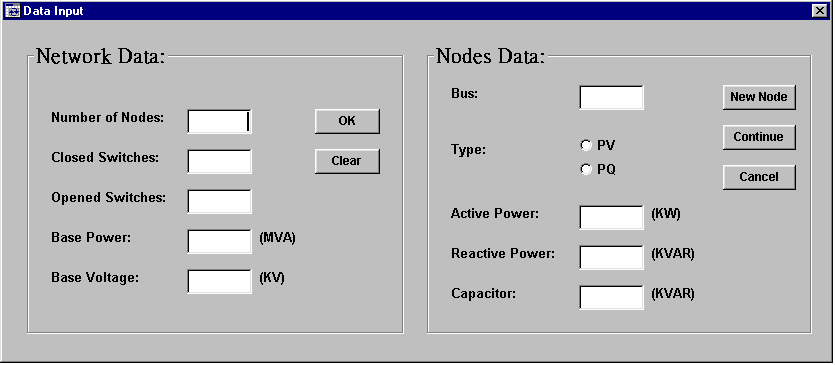 Data Input
Network Data:
Number of Nodes:
OK
Closed Switches:
Clear
Opened Switches:
Base Power:
(MVA)
Base Voltage:
(KV)
Nodes Data:
Bus:
New Node
Type:
PV
Continue
PQ
Cancel
Active Power:
(KW)
Reactive Power:
(KVAR)
Capacitor:
(KVAR)